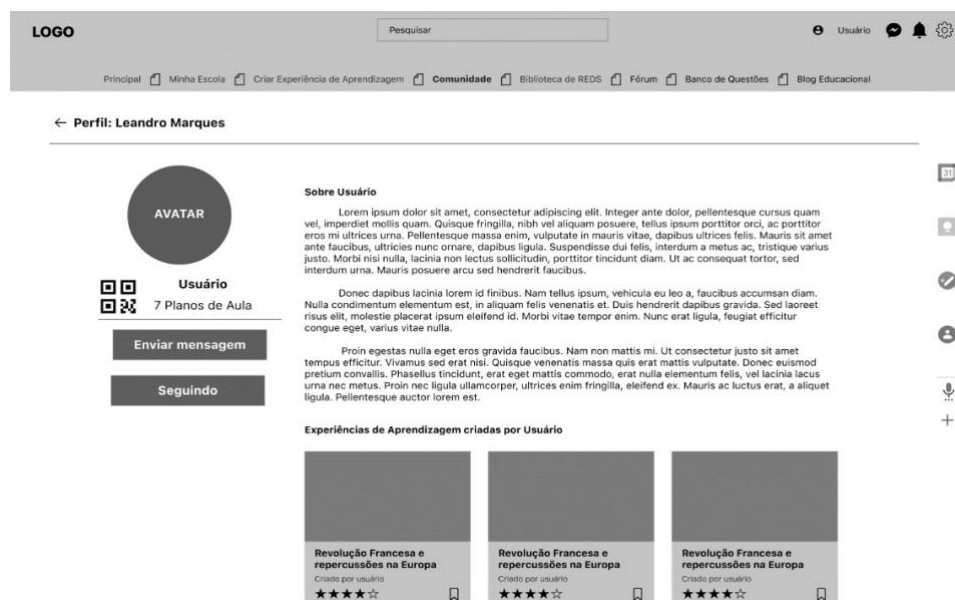 LOGO
Pesquisar
Usuário
Principal Minha Escola Criar Experiência de Aprendizagem Comunidade Biblioteca de REDS Fórum Banco de Questões Blog Educacional
← Perfil: Leandro Marques
31
AVATAR
Usuário
7 Planos de Aula
Enviar mensagem
Seguindo
Sobre Usuário
Lorem ipsum dolor sit amet, consectetur adipiscing elit. Integer ante dolor, pellentesque cursus quam
vel, imperdiet mollis quam. Quisque fringilla, nibh vel aliquam posuere, tellus ipsum porttitor orci, ac porttitor
eros mi ultrices urna. Pellentesque massa enim, vulputate in mauris vitae, dapibus ultrices felis. Mauris sit amet
ante faucibus, ultricies nunc ornare, dapibus ligula. Suspendisse dui felis, interdum a metus ac, tristique varius
justo. Morbi nisi nulla, lacinia non lectus sollicitudin, porttitor tincidunt diam. Ut ac consequat tortor, sed
interdum urna. Mauris posuere arcu sed hendrerit faucibus.
Donec dapibus lacinia lorem id finibus. Nam tellus ipsum, vehicula eu leo a, faucibus accumsan diam.
Nulla condimentum elementum est, in aliquam felis venenatis et. Duis hendrerit dapibus gravida. Sed laoreet
risus elit, molestie placerat ipsum eleifend id. Morbi vitae tempor enim. Nunc erat ligula, feugiat efficitur
congue eget, varius vitae nulla.
Proin egestas nulla eget eros gravida faucibus. Nam non mattis mi. Ut consectetur justo sit amet
tempus efficitur. Vivamus sed erat nisi. Quisque venenatis massa quis erat mattis vulputate. Donec euismod
pretium convallis. Phasellus tincidunt, erat eget mattis commodo, erat nulla elementum felis, vel lacinia lacus
urna nec metus. Proin nec ligula ullamcorper, ultrices enim fringilla, eleifend ex. Mauris ac luctus erat, a aliquet
ligula. Pellentesque auctor lorem est.
Experiências de Aprendizagem criadas por Usuário
Revolução Francesa e
repercussões na Europa
Criado por usuário
★★★★☆
Revolução Francesa e
repercussões na Europa
Criado por usuário
★★★★☆
Revolução Francesa e
repercussões na Europa
Criado por usuário
★★★★☆